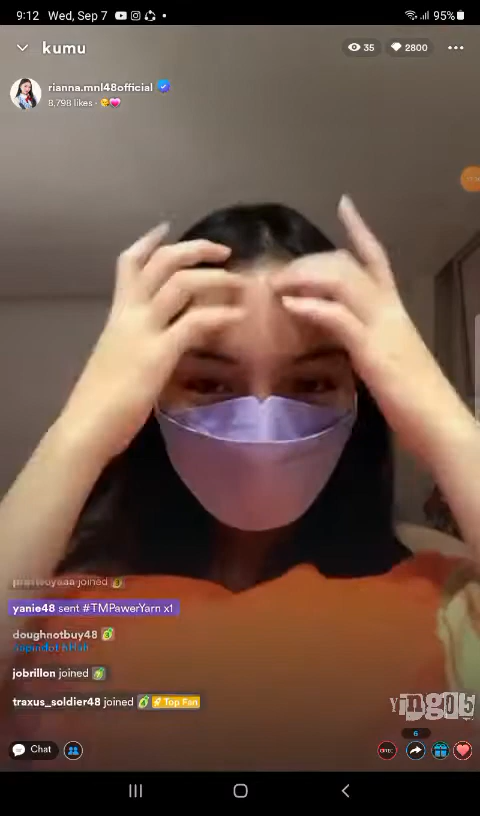 9:12 Wed, Sep 7
95%
kumu
35
2800
rianna.mnl48official
8,798 likes
joined
yanie48 sent #TMPawerYarn x1
doughnotbuy48
jobrillon joined
traxus_soldier48 joined Top Fan
Yingo5
6
Chat